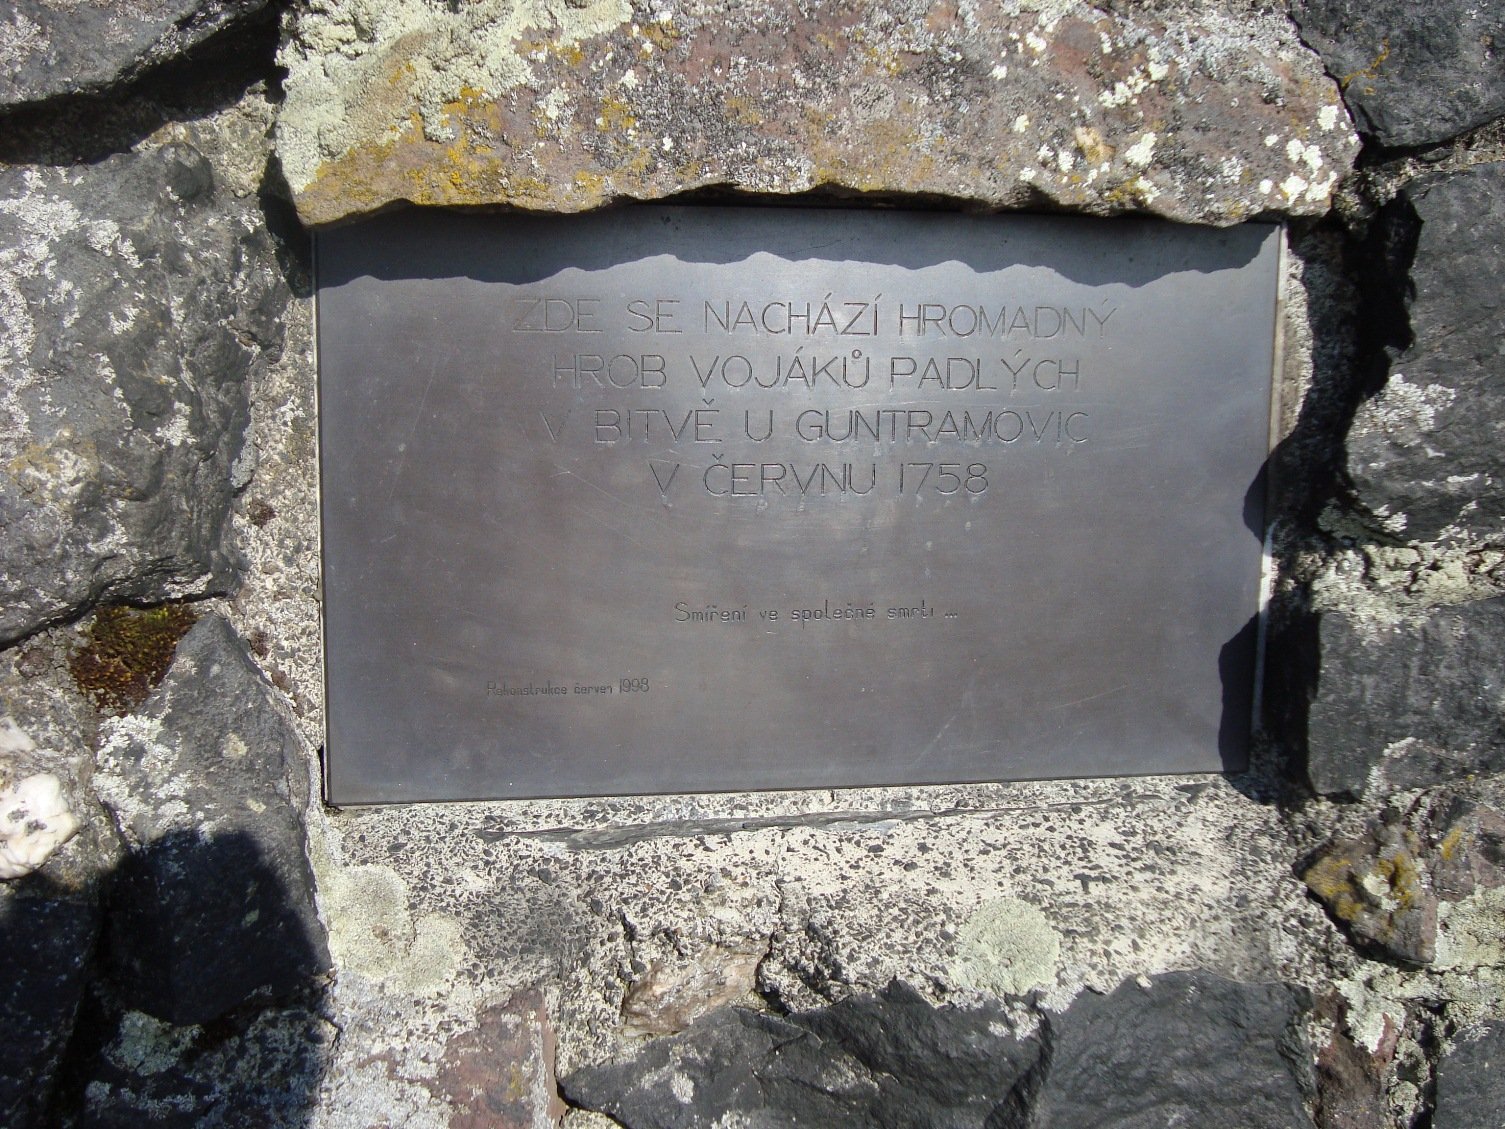 ZDE SE NACHÁZÍ HROMADNÝ
HROB VOJÁKŮ PADLÝCH
V BITVĚ U GUNTRAMOVIC
V ČERVNU 1758
Smíření ve společné smrti ...
Rekonstrukce červen 1998